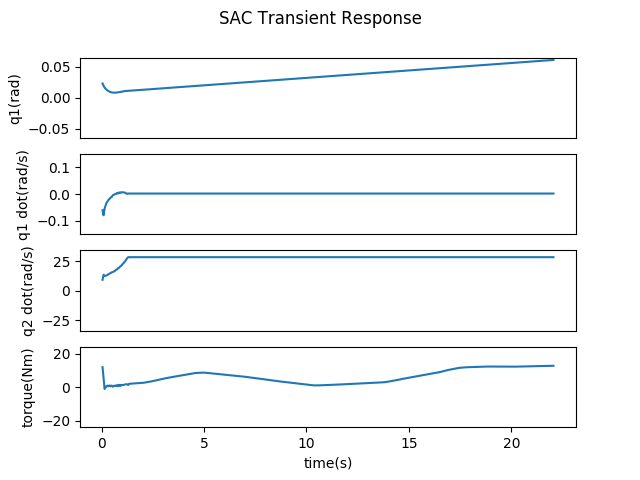 SAC Transient Response
0.05
0.00
−0.05
q1(rad)
0.1
0.0
−0.1
q1 dot(rad/s)
25
0
−25
q2 dot(rad/s)
20
0
−20
torque(Nm)
0 5 10 15 20
time(s)